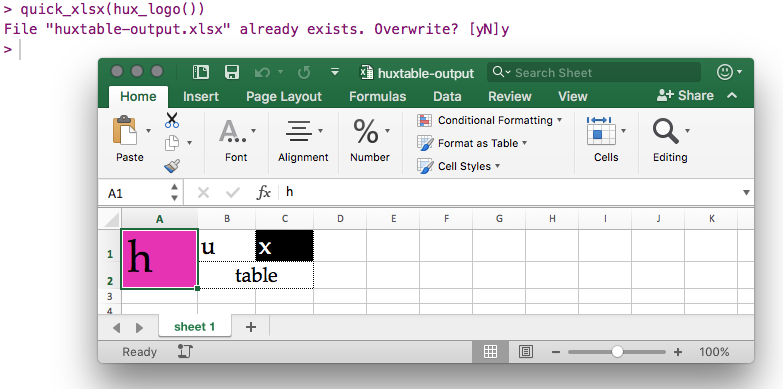 > quick_xlsx(hux_logo())
File "huxtable-output.xlsx" already exists. Overwrite? [yN]y
>
huxtable-output
Search Sheet
Home Insert Page Layout Formulas Data Review View Share
Paste Font Alignment Number Conditional Formatting Format as Table Cell Styles Cells Editing
A1 fx h
A B C D E F G H I J K
1 h u x
2 table
3
4
sheet 1 +
Ready 100%